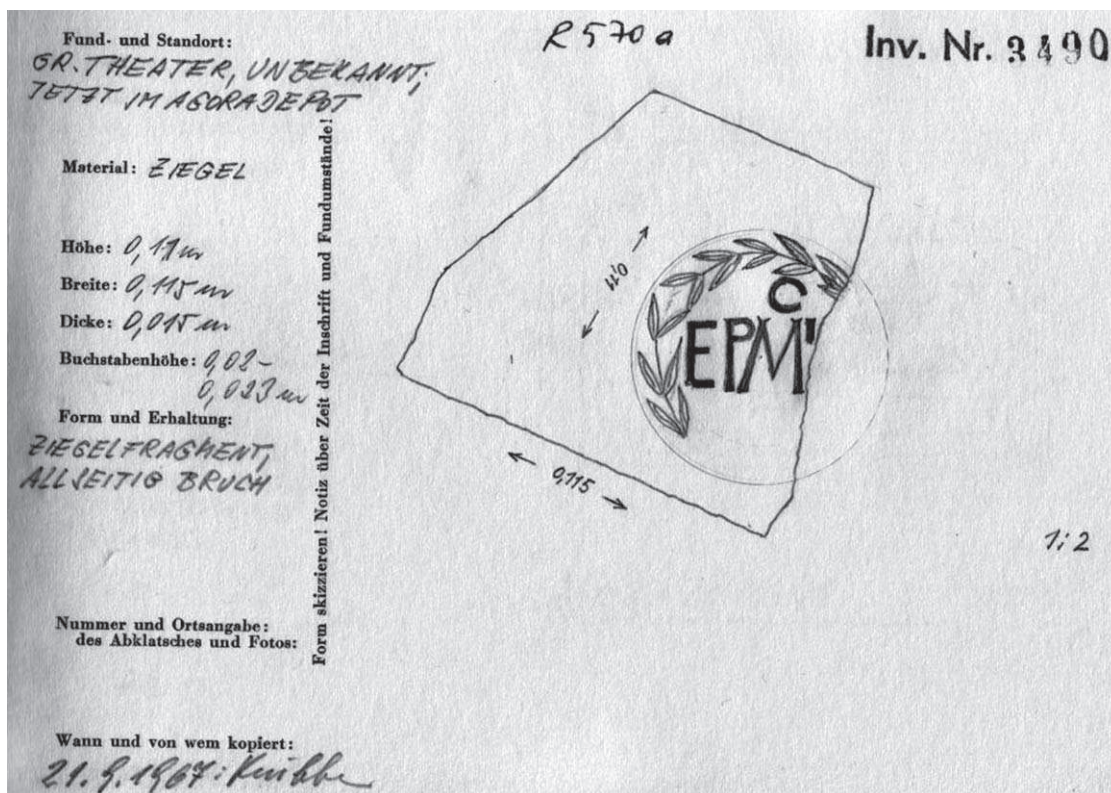 R 570 a
Inv. Nr. 3490
Fund- und Standort:
GR. THEATER, UNBEKANNT;
JETZT IM AGORADEPOT
Material: ZIEGEL
Höhe: 0,11 m
Breite: 0,115 m
Dicke: 0,015 m
Buchstabenhöhe: 0,02-
0,023 m
Form und Erhaltung:
ZIEGELFRAGMENT,
ALLSEITIG BRUCH
Nummer und Ortsangabe:
des Abklatsches und Fotos:
Wann und von wem kopiert:
21.9.1967: Knibbe
Form skizzieren! Notiz über Zeit der Inschrift und Fundumstände!
0,11
C
ΕΡΜ
0,115
1:2